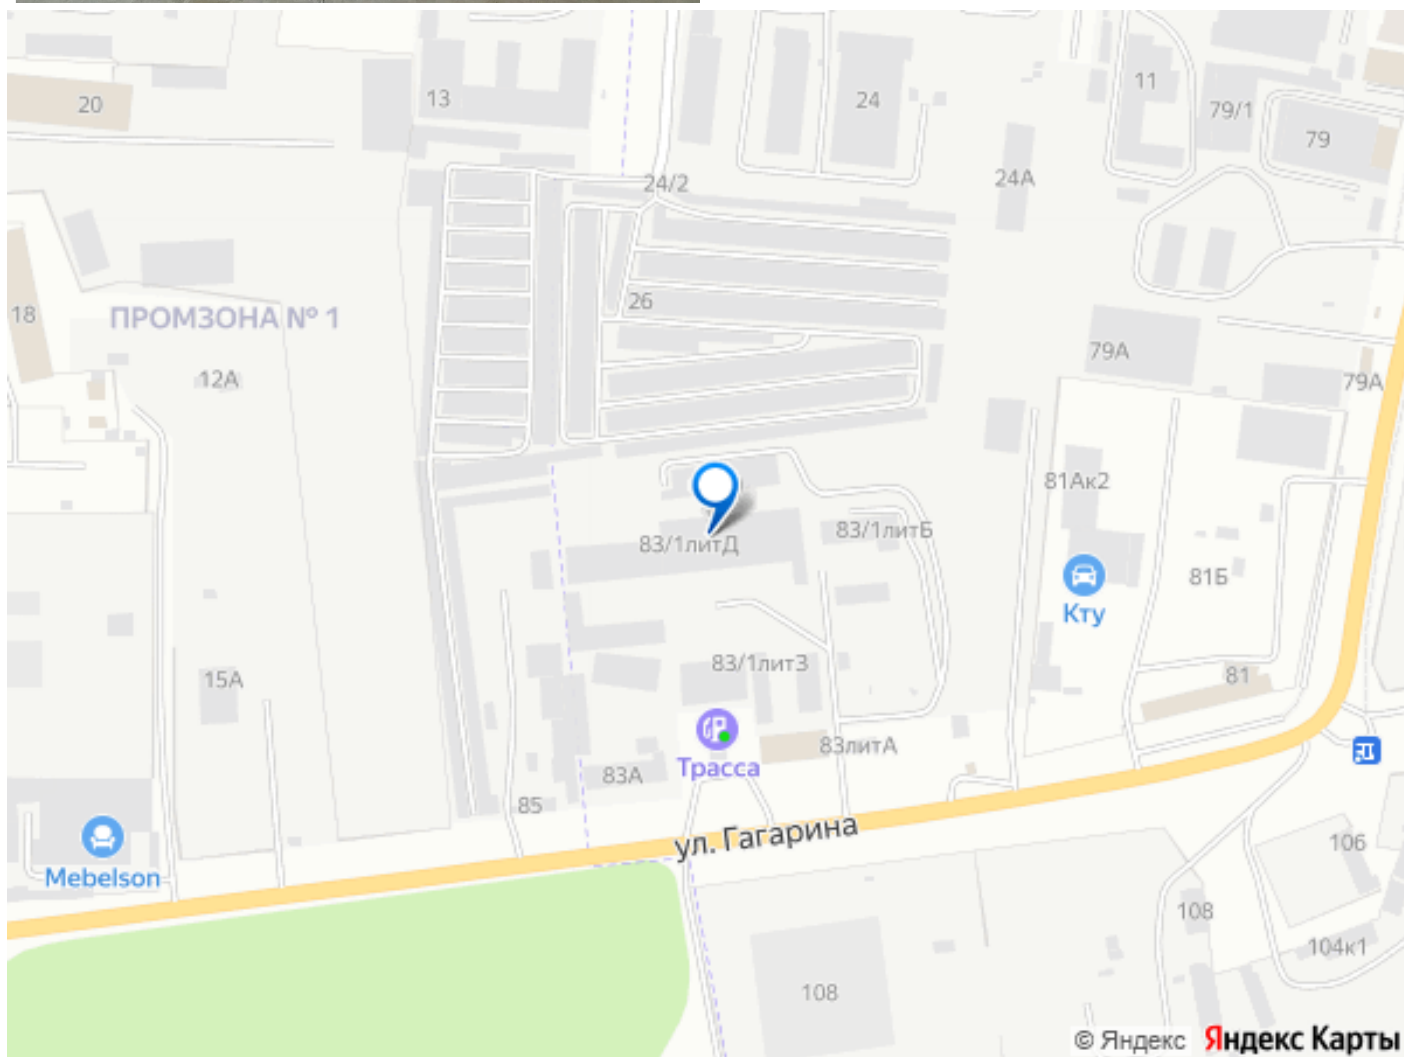 20
13
24
11
79/1
79
24/2
24А
18
ПРОМЗОНА № 1
26
12А
79А
79А
81Ак2
83/1литД
83/1литБ
Кту
81Б
15А
83/1литЗ
81
Трасса
83литА
83А
85
ул. Гагарина
Mebelson
106
108
104к1
108
© Яндекс Яндекс Карты